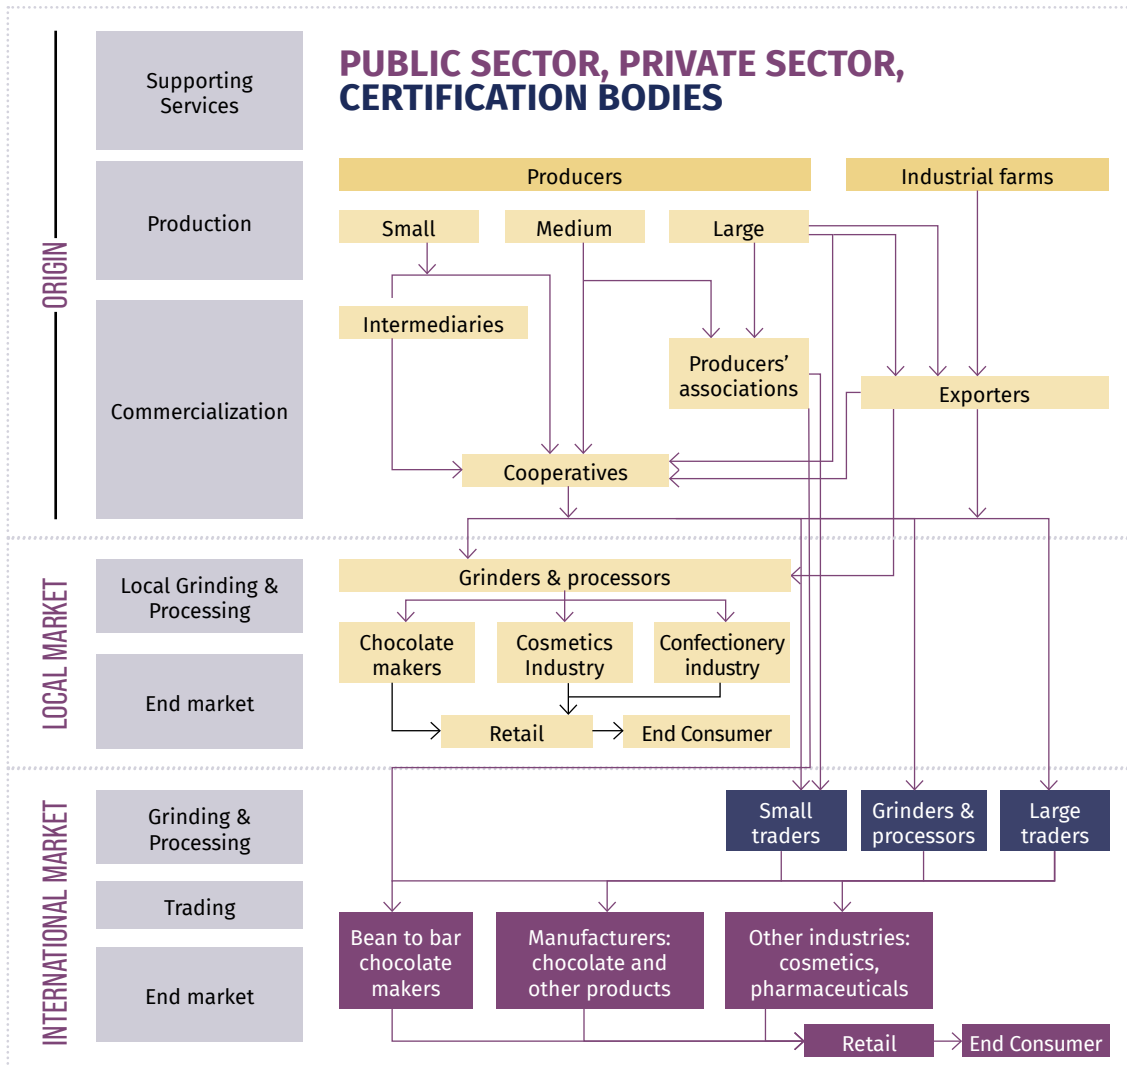 PUBLIC SECTOR, PRIVATE SECTOR,
CERTIFICATION BODIES
ORIGIN
Supporting
Services
Production
Producers
Industrial farms
Small
Medium
Large
Commercialization
Intermediaries
Producers’
associations
Exporters
Cooperatives
LOCAL MARKET
Local Grinding &
Processing
Grinders & processors
Chocolate
makers
Cosmetics
Industry
Confectionery
industry
End market
Retail
End Consumer
INTERNATIONAL MARKET
Grinding &
Processing
Small
traders
Grinders &
processors
Large
traders
Trading
Bean to bar
chocolate
makers
Manufacturers:
chocolate and
other products
Other industries:
cosmetics,
pharmaceuticals
End market
Retail
End Consumer